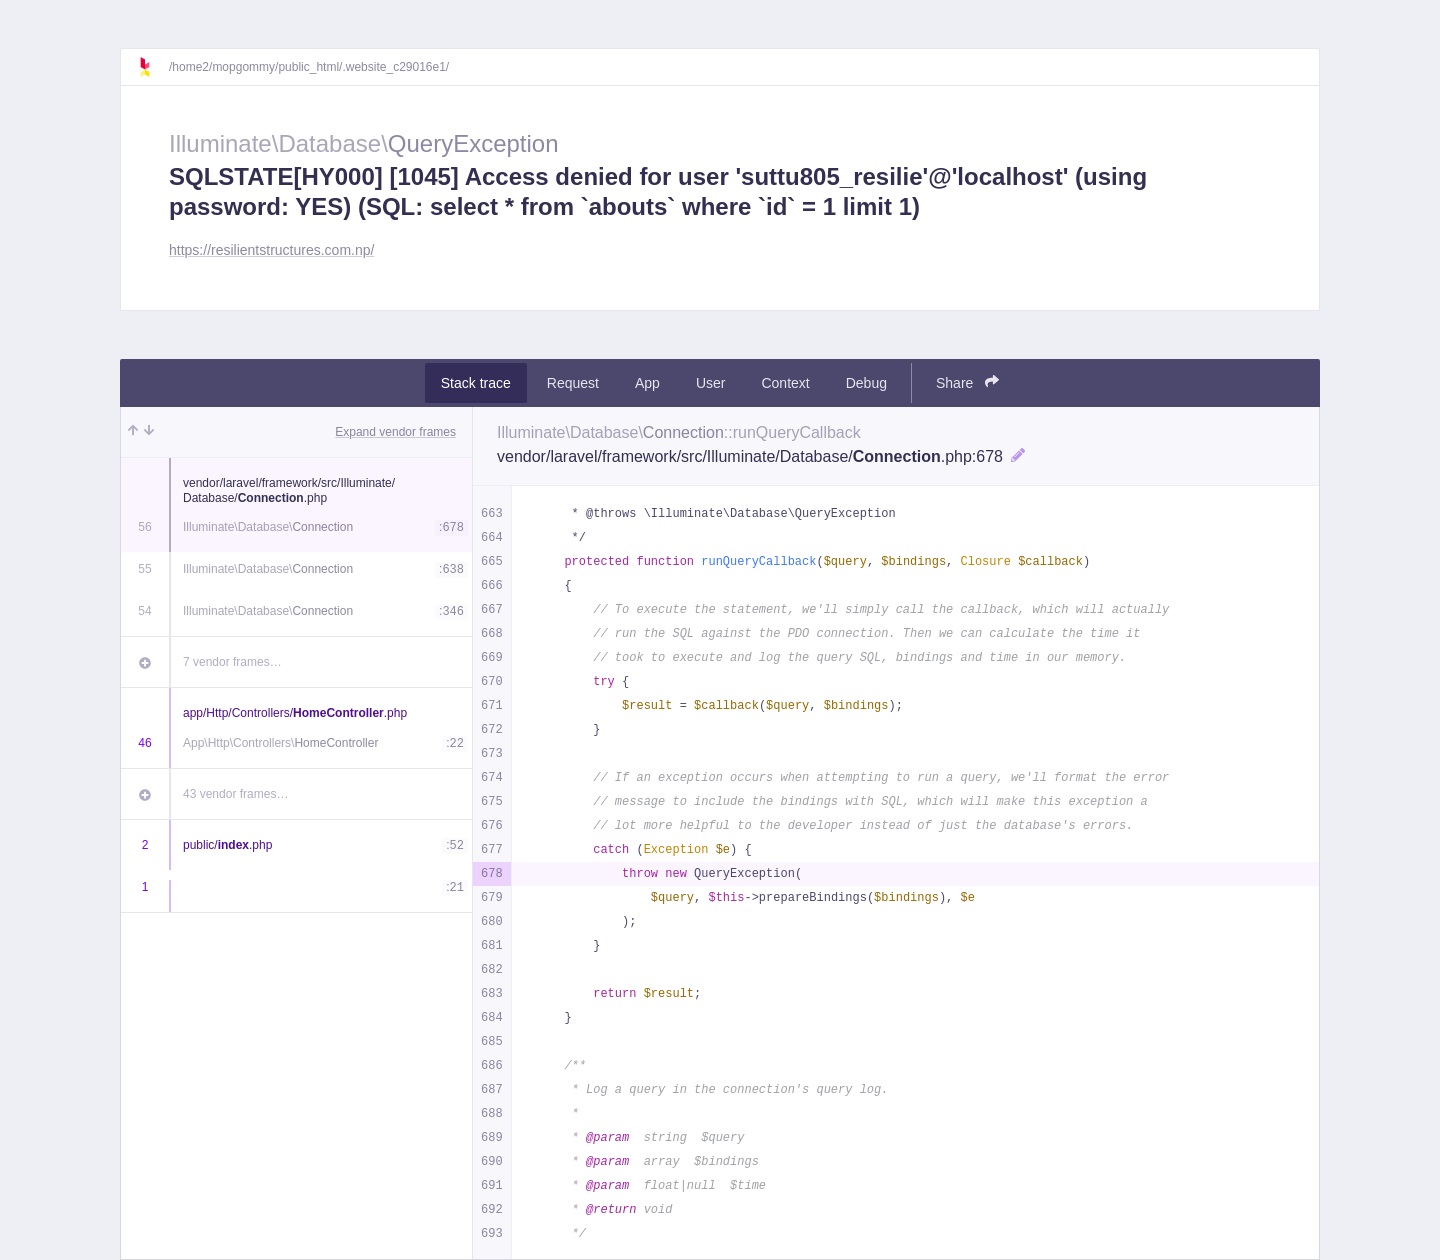 /home2/mopgommy/public_html/.website_c29016e1/
Illuminate\Database\QueryException
SQLSTATE[HY000] [1045] Access denied for user 'suttu805_resilie'@'localhost' (using
password: YES) (SQL: select * from `abouts` where `id` = 1 limit 1)
https://resilientstructures.com.np/
Stack trace Request App User Context Debug Share
Expand vendor frames
vendor/laravel/framework/src/Illuminate/
Database/Connection.php
56 Illuminate\Database\Connection :678
55 Illuminate\Database\Connection :638
54 Illuminate\Database\Connection :346
7 vendor frames…
app/Http/Controllers/HomeController.php
46 App\Http\Controllers\HomeController :22
43 vendor frames…
2 public/index.php :52
1 :21
Illuminate\Database\Connection::runQueryCallback
vendor/laravel/framework/src/Illuminate/Database/Connection.php:678
663 * @throws \Illuminate\Database\QueryException
664 */
665 protected function runQueryCallback($query, $bindings, Closure $callback)
666 {
667 // To execute the statement, we'll simply call the callback, which will actually
668 // run the SQL against the PDO connection. Then we can calculate the time it
669 // took to execute and log the query SQL, bindings and time in our memory.
670 try {
671 $result = $callback($query, $bindings);
672 }
673
674 // If an exception occurs when attempting to run a query, we'll format the error
675 // message to include the bindings with SQL, which will make this exception a
676 // lot more helpful to the developer instead of just the database's errors.
677 catch (Exception $e) {
678 throw new QueryException(
679 $query, $this->prepareBindings($bindings), $e
680 );
681 }
682
683 return $result;
684 }
685
686 /**
687 * Log a query in the connection's query log.
688 *
689 * @param  string  $query
690 * @param  array  $bindings
691 * @param  float|null  $time
692 * @return void
693 */